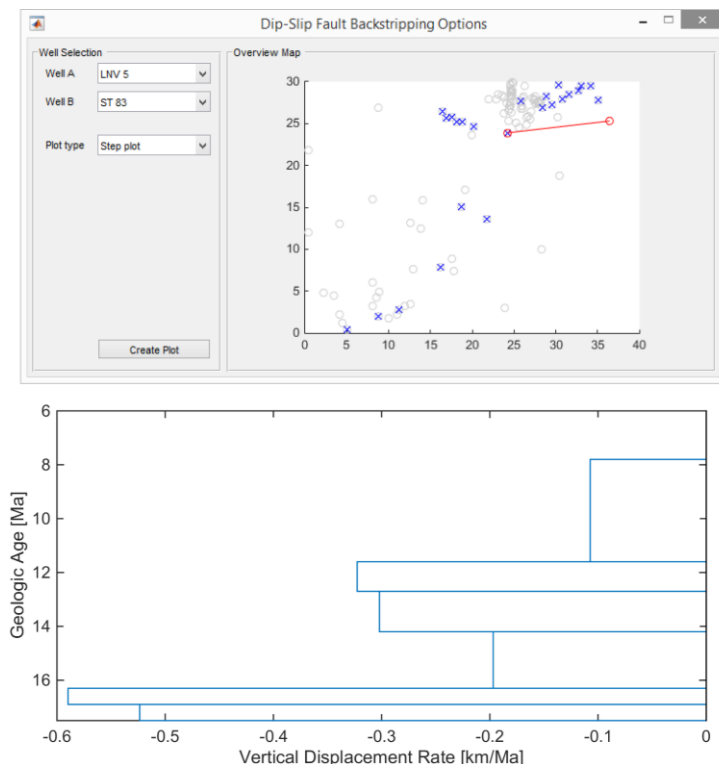 Dip-Slip Fault Backstripping Options
Well Selection
Well A LNV 5
Well B ST 83
Plot type Step plot
Create Plot
Overview Map
30
25
20
15
10
5
0
0 5 10 15 20 25 30 35 40
6
8
10
12
14
16
Geologic Age [Ma]
-0.6 -0.5 -0.4 -0.3 -0.2 -0.1 0
Vertical Displacement Rate [km/Ma]